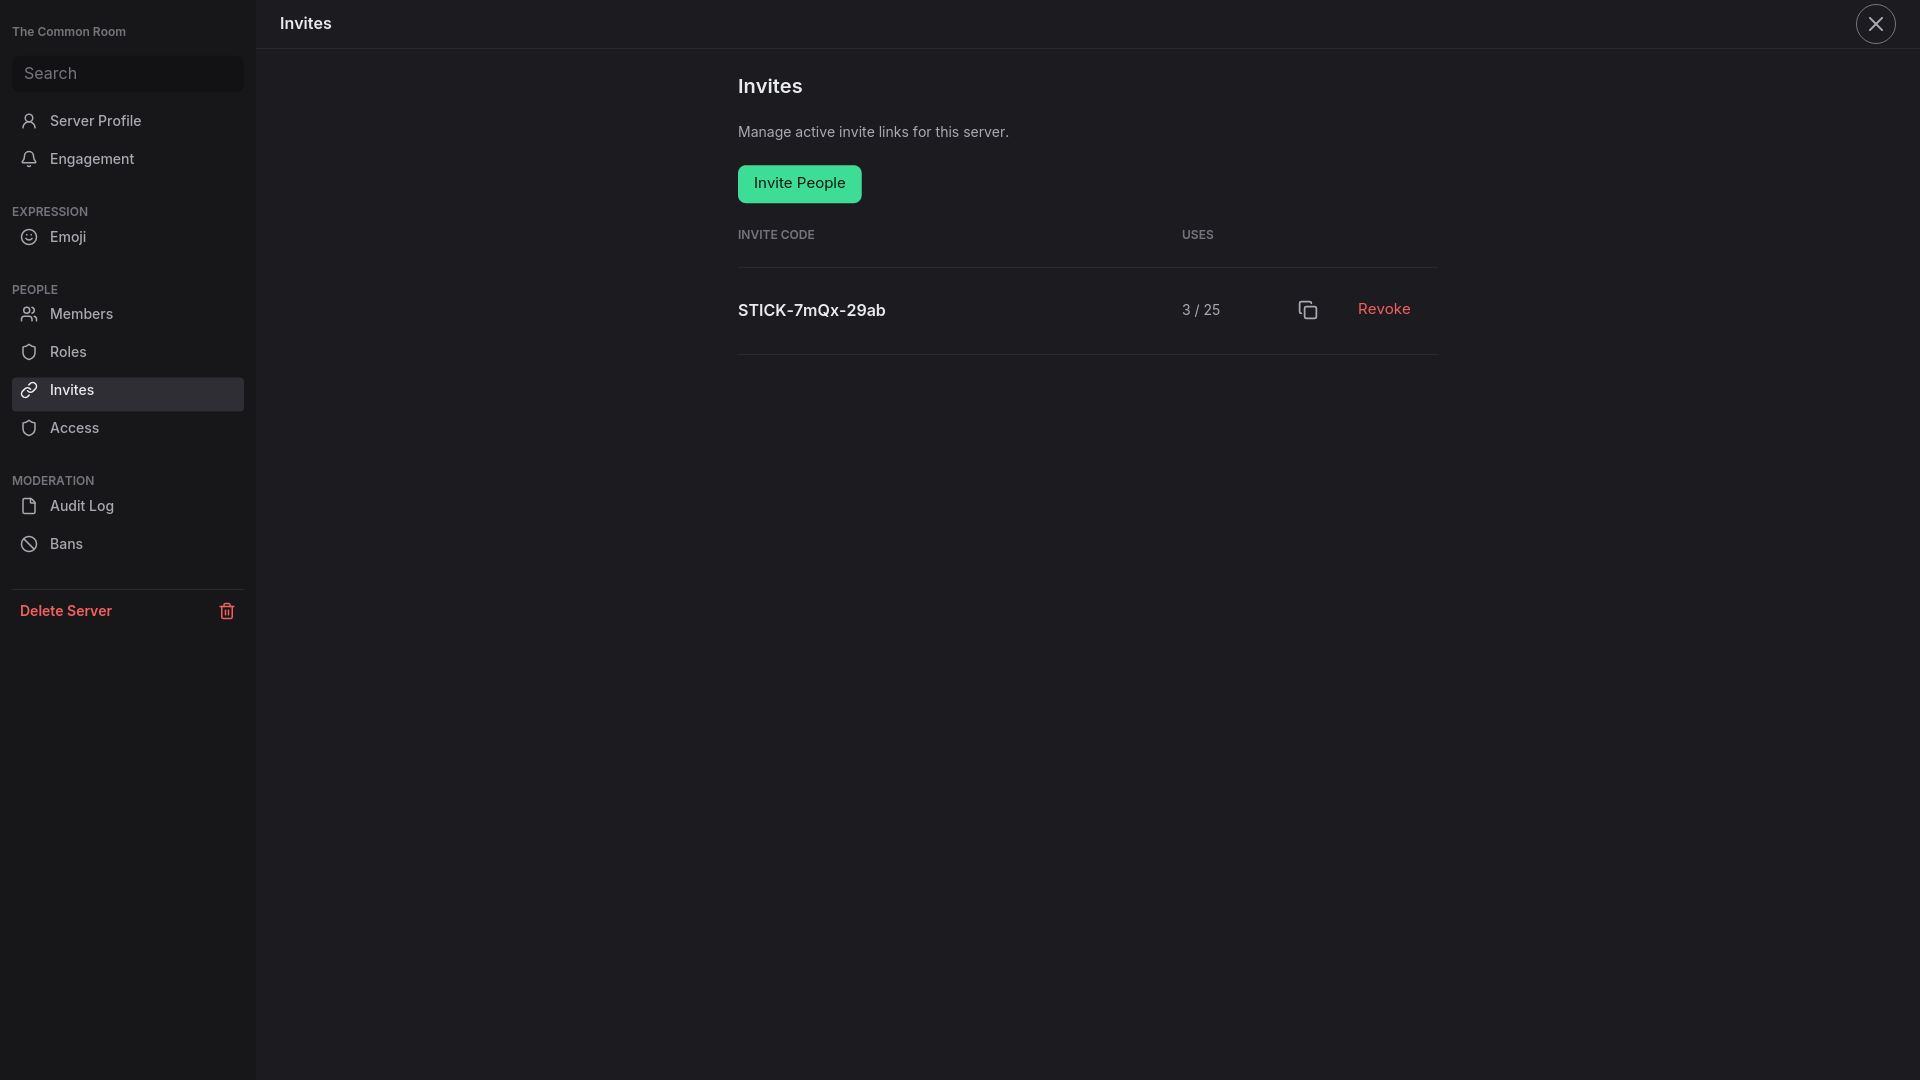 The Common Room
Search
Server Profile
Engagement
EXPRESSION
Emoji
PEOPLE
Members
Roles
Invites
Access
MODERATION
Audit Log
Bans
Delete Server
Invites
Invites
Manage active invite links for this server.
Invite People
INVITE CODE USES
STICK-7mQx-29ab 3 / 25 Revoke